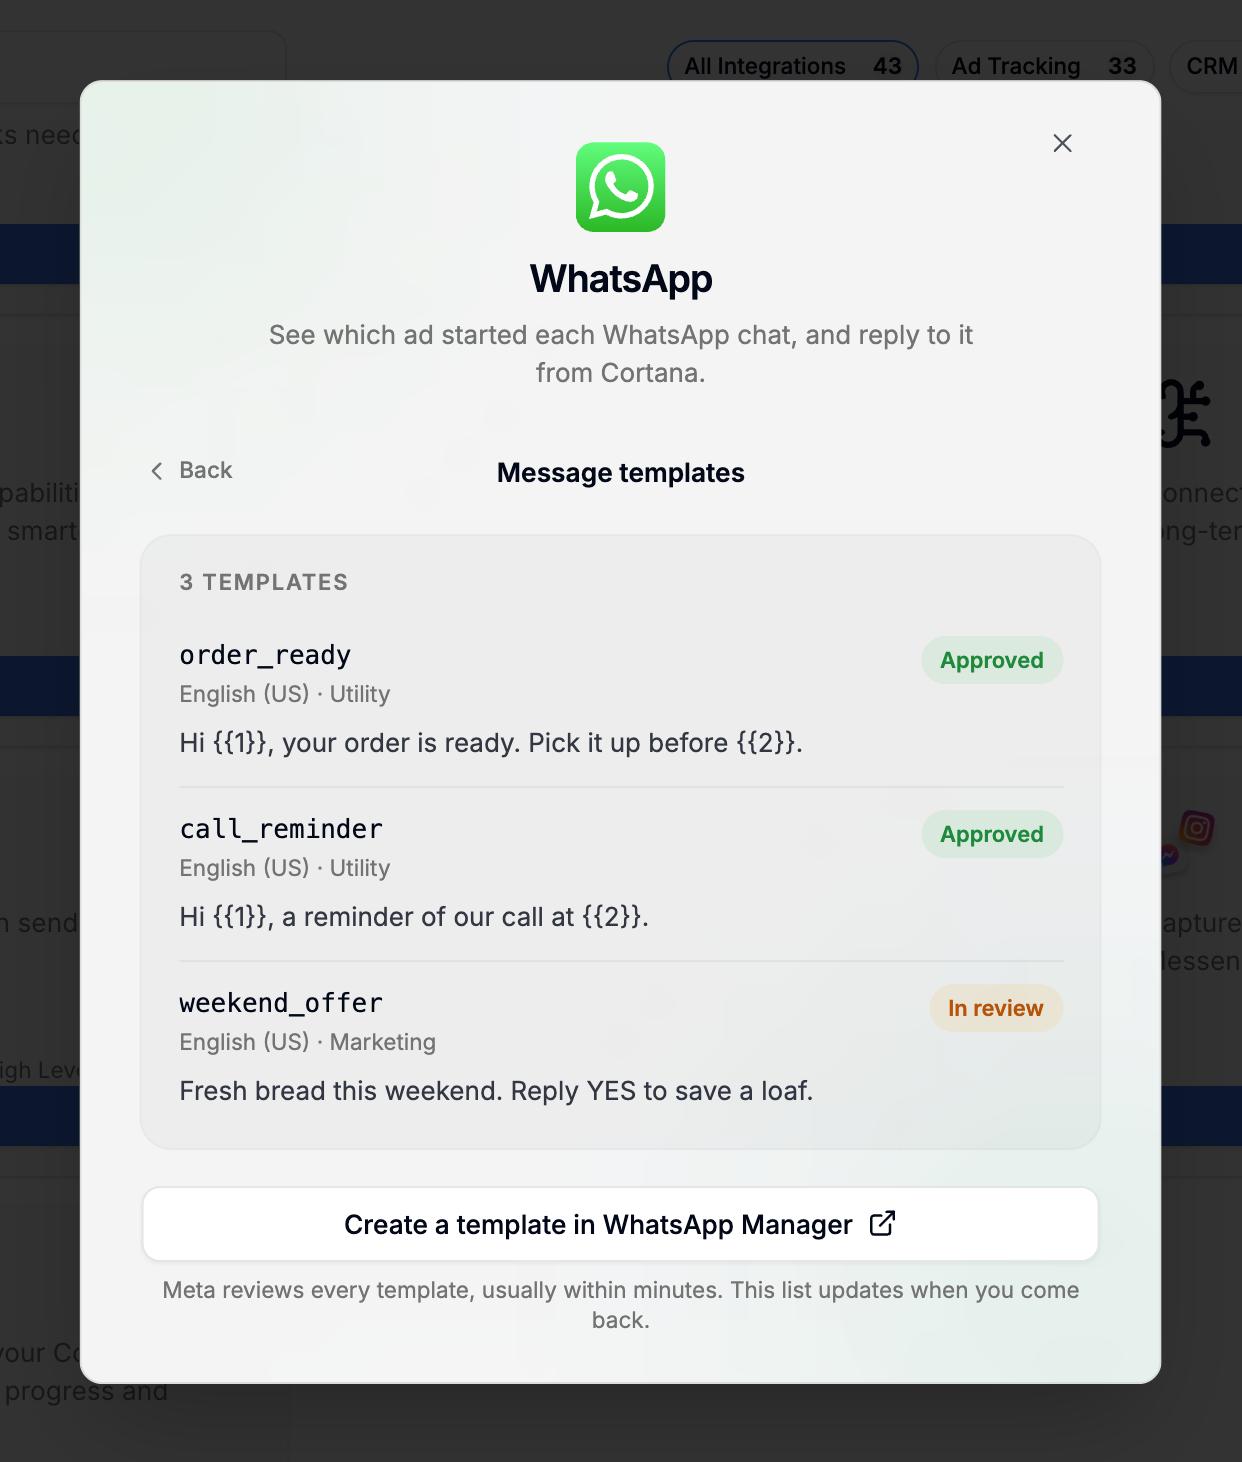 All Integrations 43
Ad Tracking 33
CRM
WhatsApp
See which ad started each WhatsApp chat, and reply to it
from Cortana.
Back
Message templates
3 TEMPLATES
order_ready
Approved
English (US) · Utility
Hi {{1}}, your order is ready. Pick it up before {{2}}.
call_reminder
Approved
English (US) · Utility
Hi {{1}}, a reminder of our call at {{2}}.
weekend_offer
In review
English (US) · Marketing
Fresh bread this weekend. Reply YES to save a loaf.
Create a template in WhatsApp Manager
Meta reviews every template, usually within minutes. This list updates when you come
back.
progress and